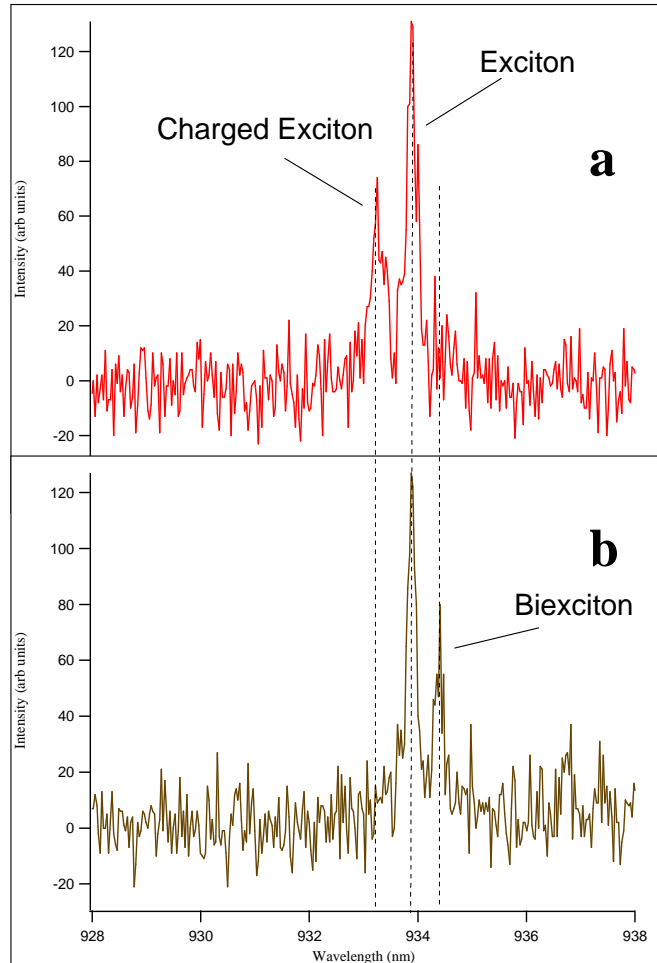 120
100
80
60
40
20
0
-20
Intensity (arb units)
Exciton
Charged Exciton
a
120
100
80
60
40
20
0
-20
Intensity (arb units)
b
Biexciton
928 930 932 934 936 938
Wavelength (nm)